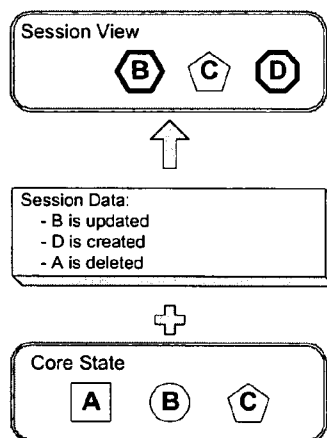 Session View
B C D
Session Data:
- B is updated
- D is created
- A is deleted
Core State
A B C